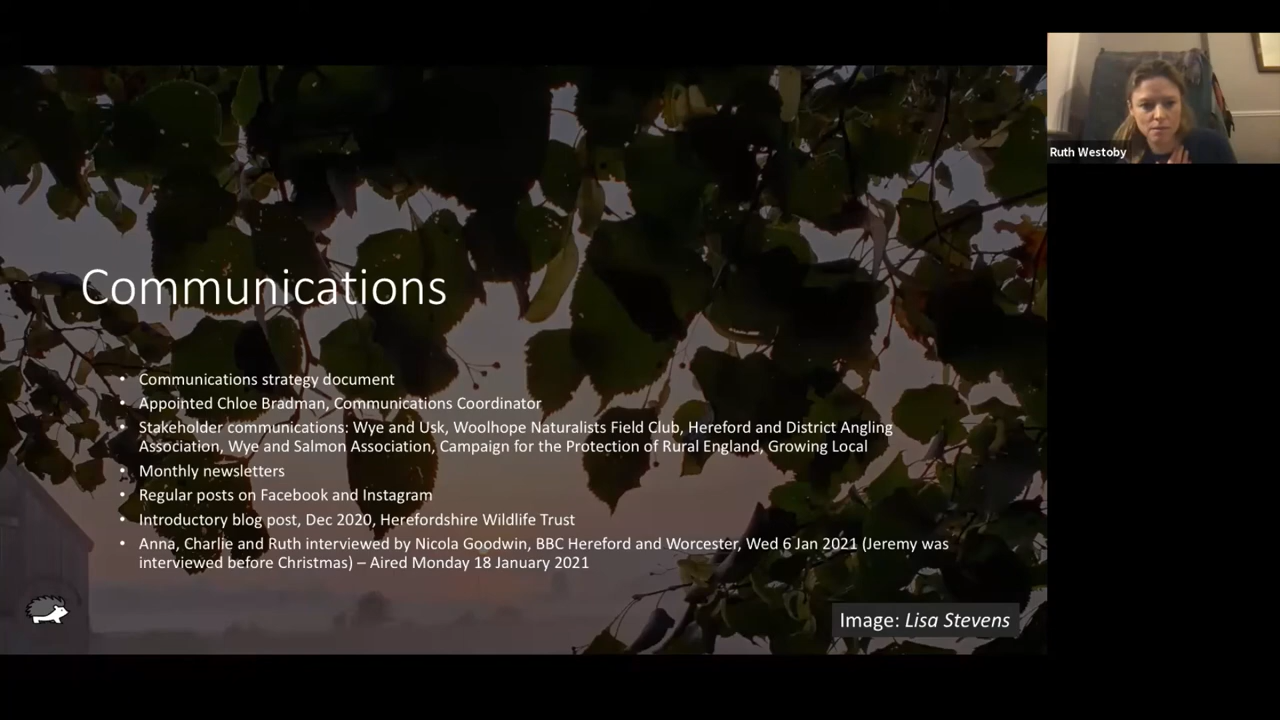 Ruth Westoby
Communications
• Communications strategy document
• Appointed Chloe Bradman, Communications Coordinator
• Stakeholder communications: Wye and Usk, Woolhope Naturalists Field Club, Hereford and District Angling
Association, Wye and Salmon Association, Campaign for the Protection of Rural England, Growing Local
• Monthly newsletters
• Regular posts on Facebook and Instagram
• Introductory blog post, Dec 2020, Herefordshire Wildlife Trust
• Anna, Charlie and Ruth interviewed by Nicola Goodwin, BBC Hereford and Worcester, Wed 6 Jan 2021 (Jeremy was
interviewed before Christmas) – Aired Monday 18 January 2021
Image: Lisa Stevens